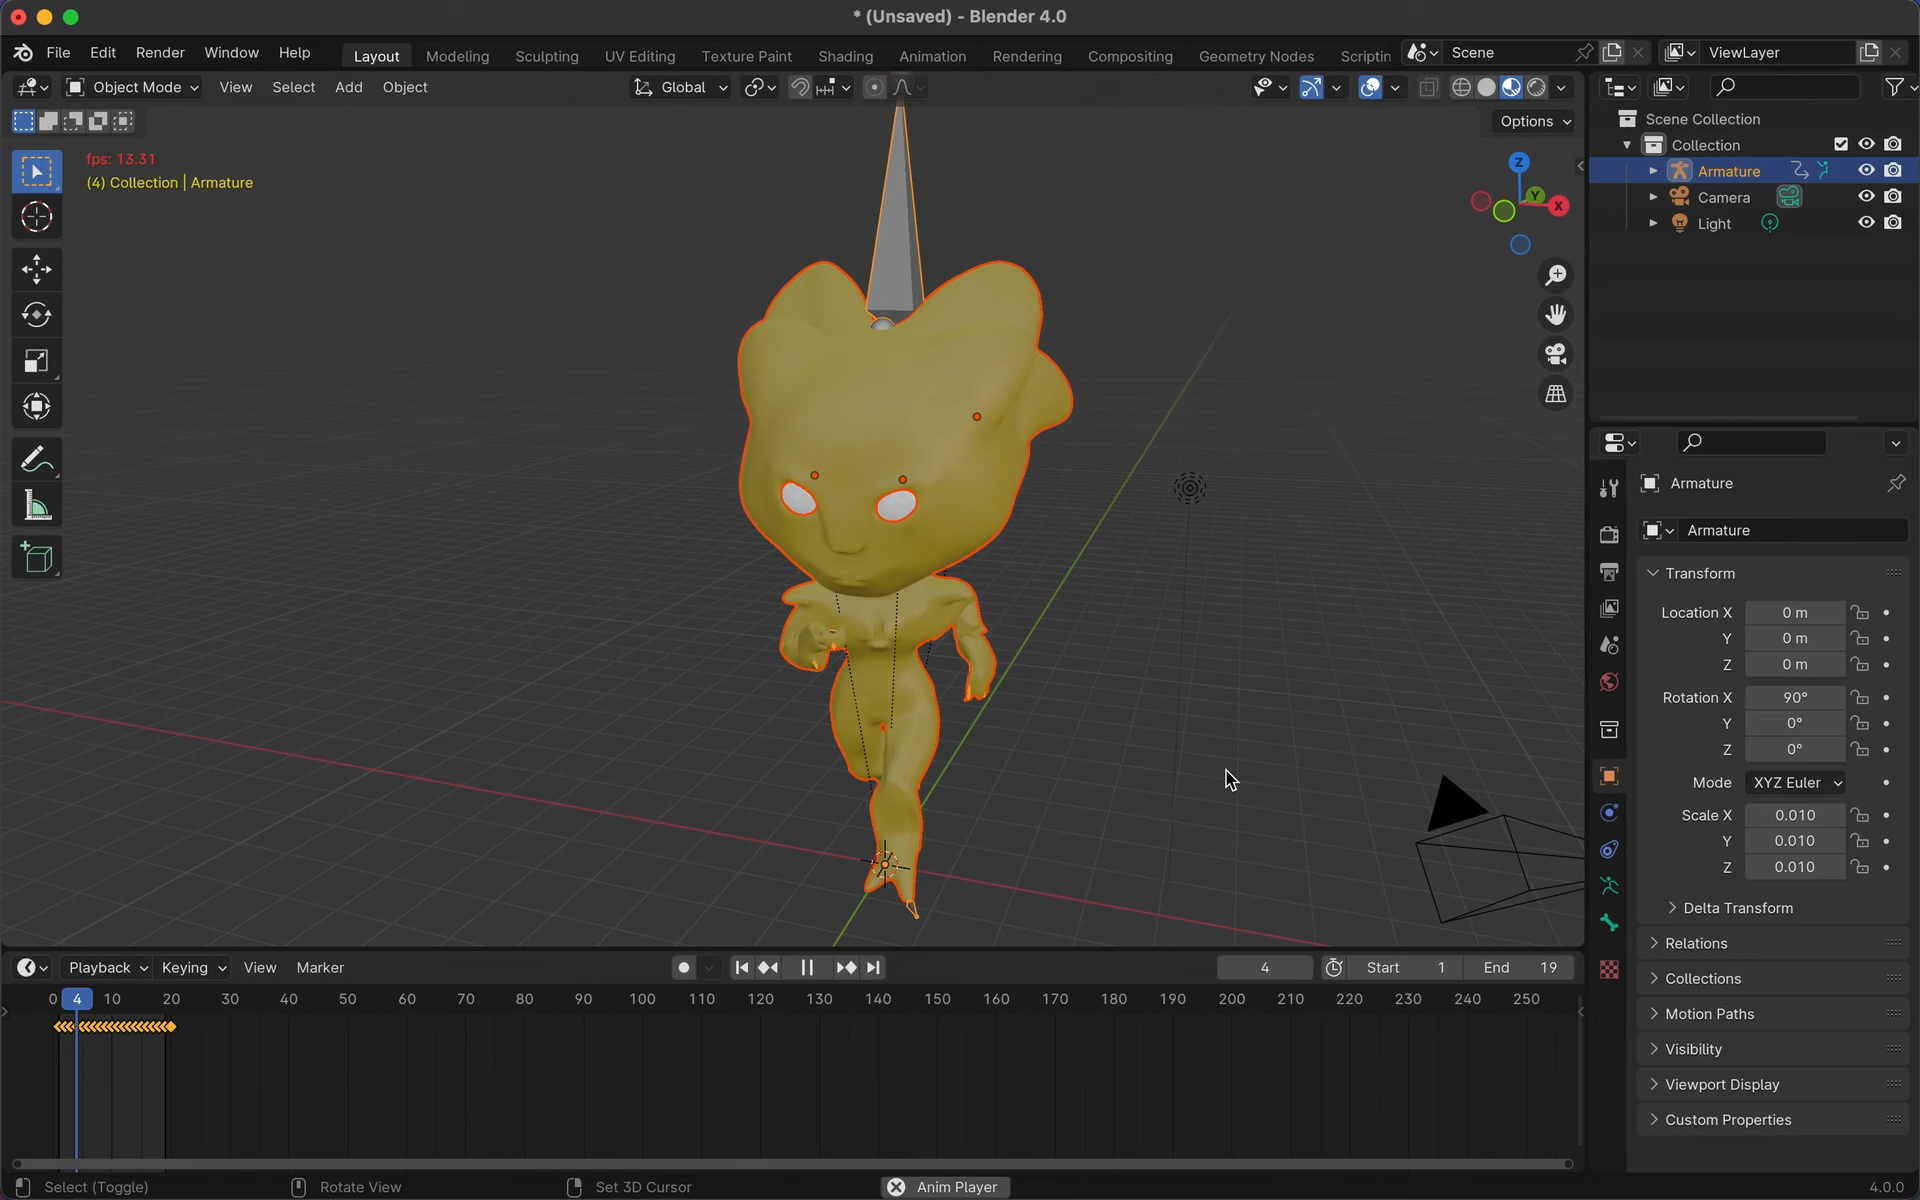 * (Unsaved) - Blender 4.0
File Edit Render Window Help Layout Modeling Sculpting UV Editing Texture Paint Shading Animation Rendering Compositing Geometry Nodes Scriptin Scene ViewLayer
Object Mode View Select Add Object Global
Options
fps: 13.31
(4) Collection | Armature
Z
Y
X
Scene Collection
Collection
Armature
Camera
Light
Armature
Armature
Transform
Location X 0 m
Y 0 m
Z 0 m
Rotation X 90°
Y 0°
Z 0°
Mode XYZ Euler
Scale X 0.010
Y 0.010
Z 0.010
Delta Transform
Relations
Collections
Motion Paths
Visibility
Viewport Display
Custom Properties
Playback Keying View Marker 4 Start 1 End 19
0 4 10 20 30 40 50 60 70 80 90 100 110 120 130 140 150 160 170 180 190 200 210 220 230 240 250
Select (Toggle) Rotate View Set 3D Cursor Anim Player 4.0.0